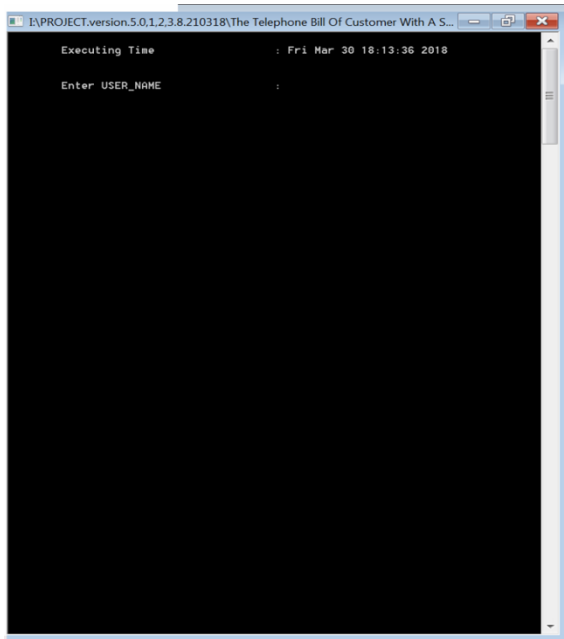 I:\PROJECT.version.5.0,1,2,3.8.210318\The Telephone Bill Of Customer With A S...
Executing Time : Fri Mar 30 18:13:36 2018
Enter USER_NAME :